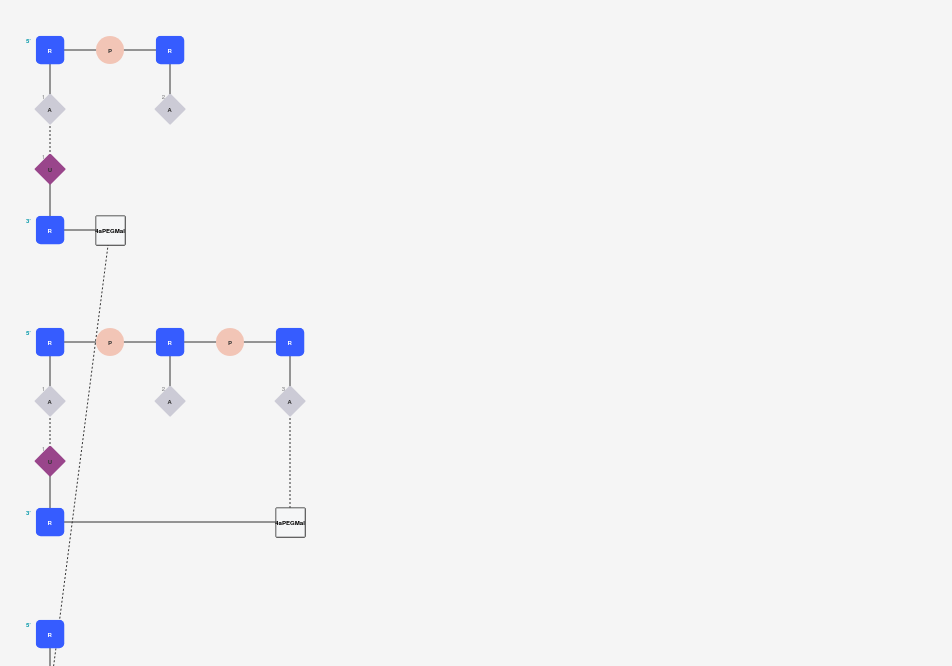 5' R P R
1 A 2 A
U
3' R 4aPEGMal
5' R P R P R
1 A 2 A 3 A
U
3' R 4aPEGMal
5' R